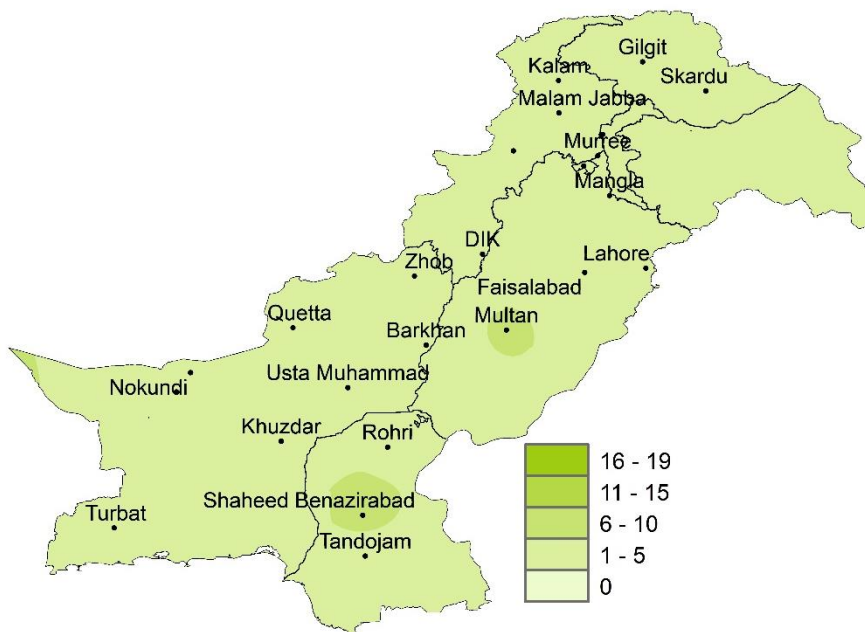 Gilgit
Kalam
Skardu
Malam Jabba
Murree
Mangla
DIK
Lahore
Zhob
Faisalabad
Quetta
Multan
Barkhan
Nokundi
Usta Muhammad
Khuzdar
Rohri
Shaheed Benazirabad
Turbat
Tandojam
16 - 19
11 - 15
6 - 10
1 - 5
0